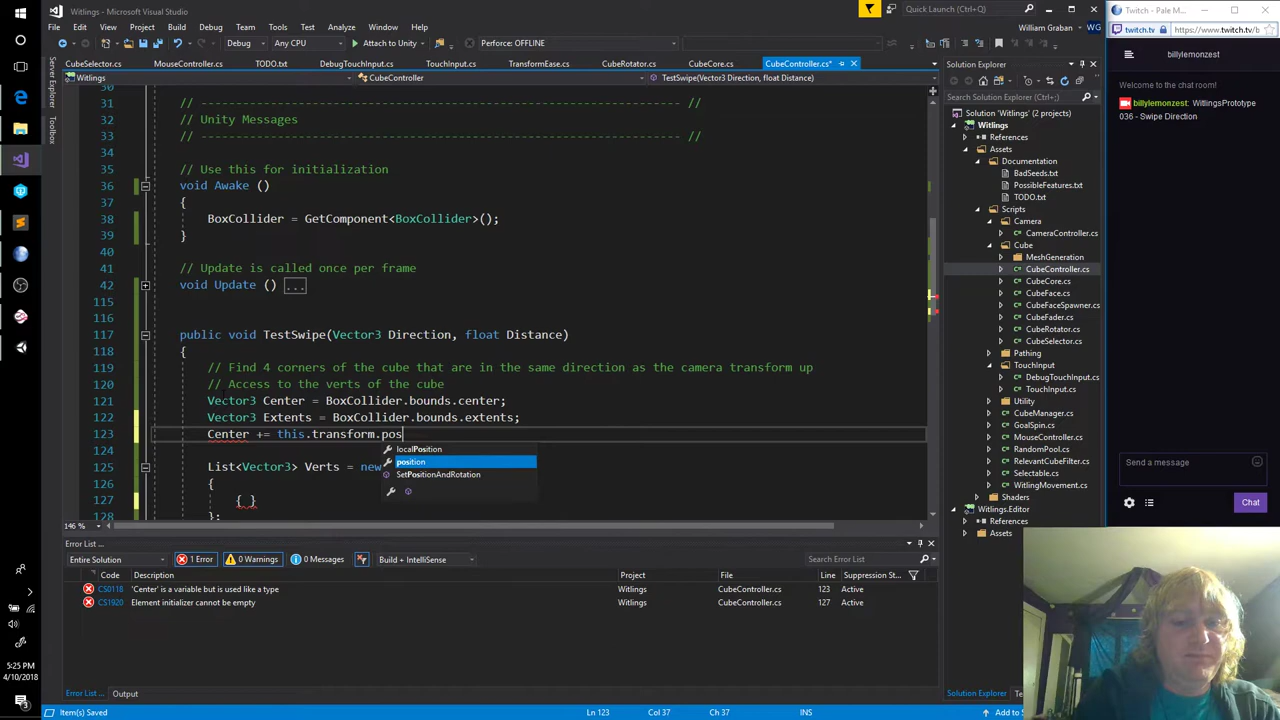 Witlings - Microsoft Visual Studio
Quick Launch (Ctrl+Q)
File Edit View Project Build Debug Team Tools Test Analyze Window Help
William Graban WG
Debug Any CPU Attach to Unity Perforce OFFLINE
CubeSelector.cs MouseController.cs TODO.txt DebugTouchInput.cs TouchInput.cs TransformEase.cs CubeRotator.cs CubeCore.cs CubeController.cs*
Witlings CubeController TestSwipe(Vector3 Direction, float Distance)
Server Explorer
Toolbox
30
31 // ------------------------------------------------------------------- //
32 // Unity Messages
33 // ------------------------------------------------------------------- //
34
35 // Use this for initialization
36 void Awake ()
37 {
38 BoxCollider = GetComponent<BoxCollider>();
39 }
40
41 // Update is called once per frame
42 void Update () ...
115
116
117 public void TestSwipe(Vector3 Direction, float Distance)
118 {
119 // Find 4 corners of the cube that are in the same direction as the camera transform up
120 // Access to the verts of the cube
121 Vector3 Center = BoxCollider.bounds.center;
122 Vector3 Extents = BoxCollider.bounds.extents;
123 Center += this.transform.pos
localPosition
124
position
125 List<Vector3> Verts = new
SetPositionAndRotation
126 {
127 { }
128 };
146 %
Error List ...
Entire Solution 1 Error 0 Warnings 0 Messages Build + IntelliSense Search Error List
Code Description Project File Line Suppression St...
CS0118 'Center' is a variable but is used like a type Witlings CubeController.cs 123 Active
CS1920 Element initializer cannot be empty Witlings CubeController.cs 127 Active
Error List ... Output
Item(s) Saved Ln 123 Col 37 Ch 37 INS Add to S
5:25 PM
4/10/2018
3
Solution Explorer
Search Solution Explorer (Ctrl+;)
Solution 'Witlings' (2 projects)
Witlings
References
Assets
Documentation
BadSeeds.txt
PossibleFeatures.txt
TODO.txt
Scripts
Camera
CameraController.cs
Cube
MeshGeneration
CubeController.cs
CubeCore.cs
CubeFace.cs
CubeFaceSpawner.cs
CubeFader.cs
CubeRotator.cs
CubeSelector.cs
Pathing
TouchInput
DebugTouchInput.cs
TouchInput.cs
Utility
CubeManager.cs
GoalSpin.cs
MouseController.cs
RandomPool.cs
RelevantCubeFilter.cs
Selectable.cs
WitlingMovement.cs
Shaders
Witlings.Editor
References
Assets
Solution Explorer Te
Twitch - Pale M...
twitch.tv https://www.twitch.tv/b
billylemonzest
Welcome to the chat room!
billylemonzest: WitlingsPrototype
036 - Swipe Direction
Send a message
Chat